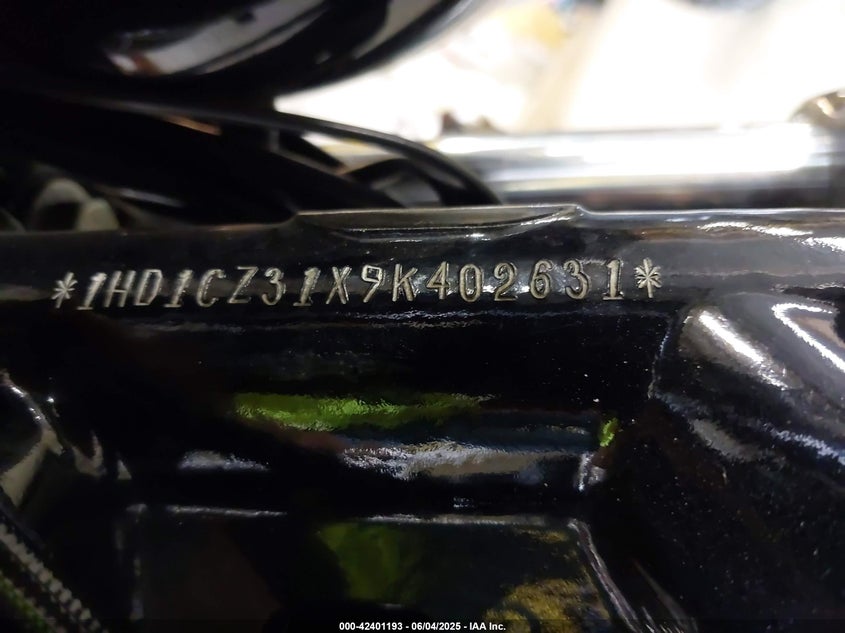 *1HD1CZ31X9K402631*
000-42401193 - 06/04/2025 - IAA Inc.